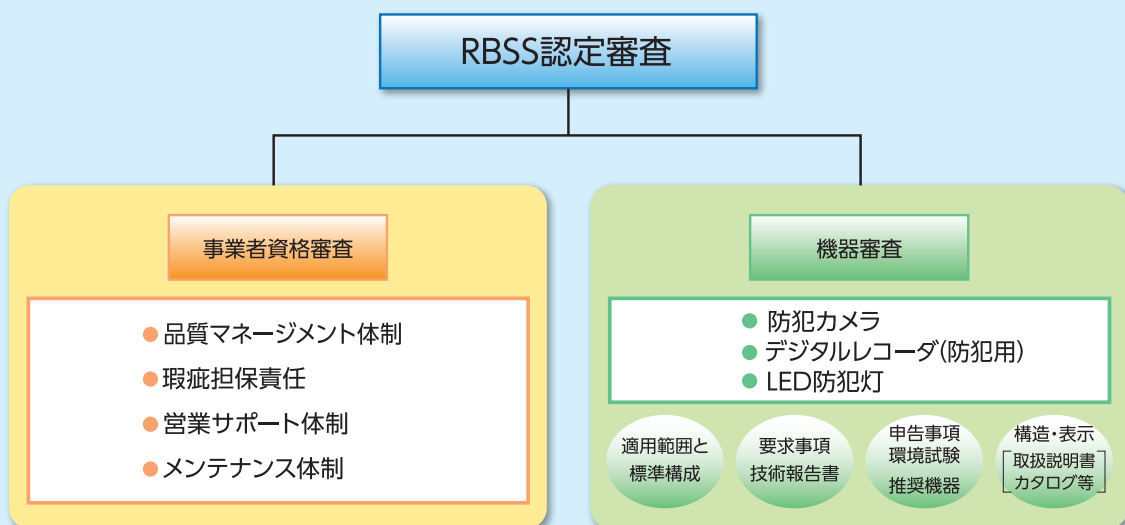 RBSS認定審査
事業者資格審査
品質マネージメント体制
瑕疵担保責任
営業サポート体制
メンテナンス体制
機器審査
防犯カメラ
デジタルレコーダ(防犯用)
LED防犯灯
適用範囲と
標準構成
要求事項
技術報告書
申告事項
環境試験
推奨機器
構造・表示
[取扱説明書
カタログ等]